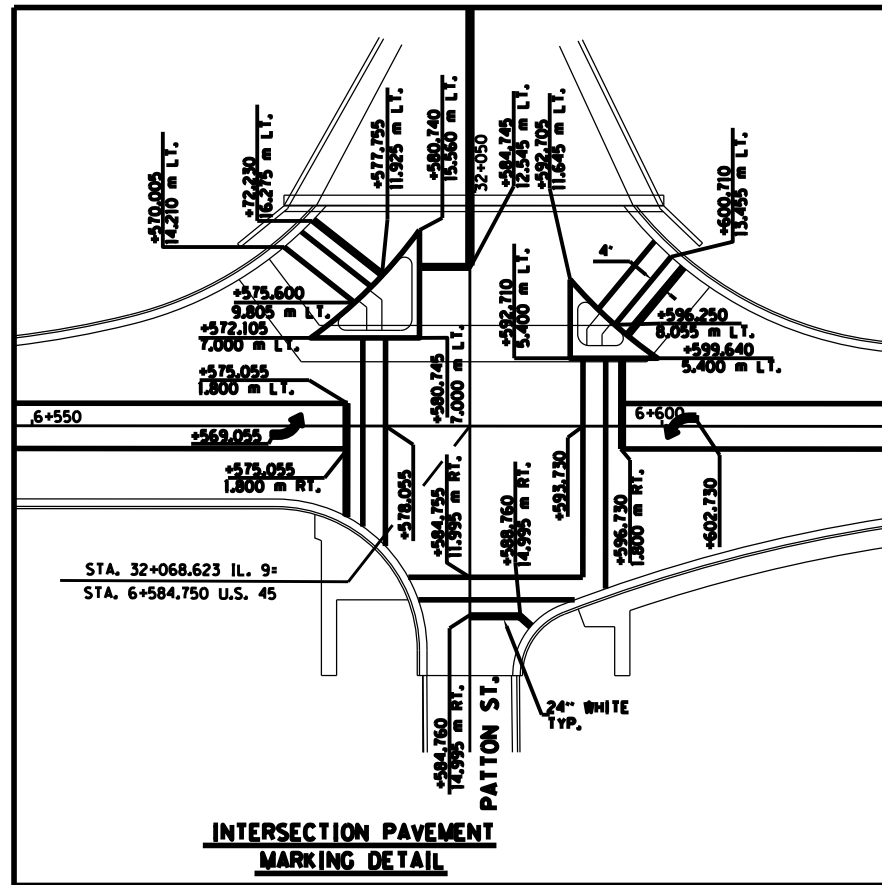 +570.005
14.210 m LT.
+72.230
16.275 m LT.
+577.755
11.925 m LT.
+580.740
15.560 m LT.
32+050
+584.745
12.545 m LT.
+592.705
11.645 m LT.
+600.710
13.455 m LT.
4"
+575.600
9.805 m LT.
+572.105
7.000 m LT.
+575.055
1.800 m LT.
+580.745
7.000 m LT.
+592.710
5.400 m LT.
+596.250
8.055 m LT.
+599.640
5.400 m LT.
6+550
6+600
+569.055
+575.055
1.800 m RT.
+578.055
+584.755
11.995 m RT.
+588.760
14.995 m RT.
+593.730
+596.730
1.800 m RT.
+602.730
STA. 32+068.623 IL. 9=
STA. 6+584.750 U.S. 45
+584.760
14.995 m RT.
PATTON ST.
24" WHITE
TYP.
INTERSECTION PAVEMENT
MARKING DETAIL